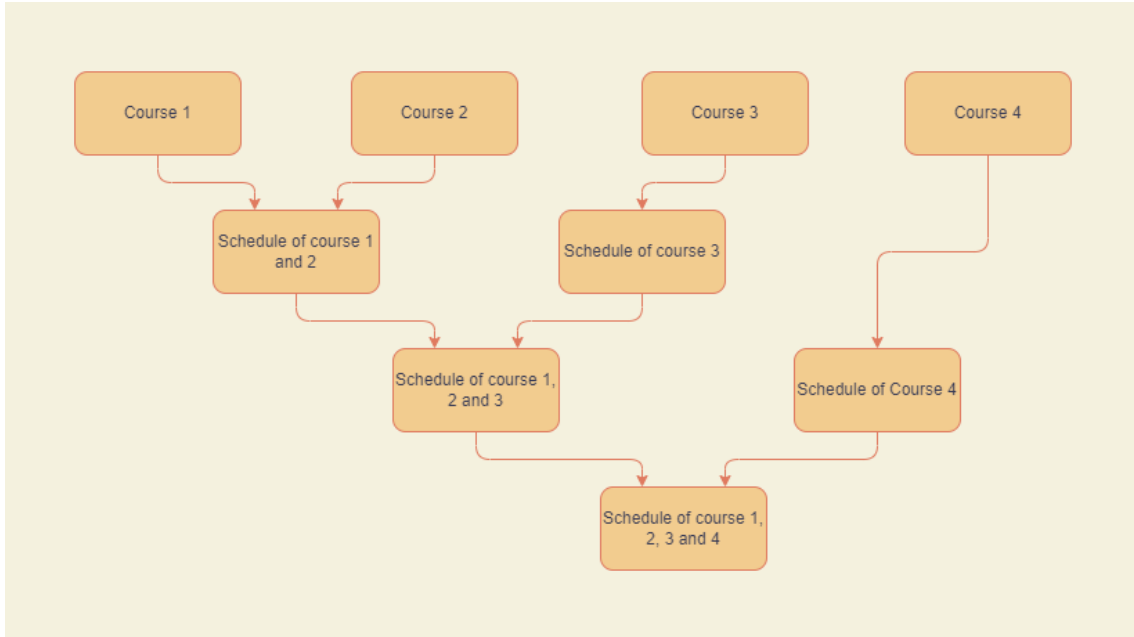 Course 1
Course 2
Course 3
Course 4
Schedule of course 1
and 2
Schedule of course 3
Schedule of course 1,
2 and 3
Schedule of Course 4
Schedule of course 1,
2, 3 and 4